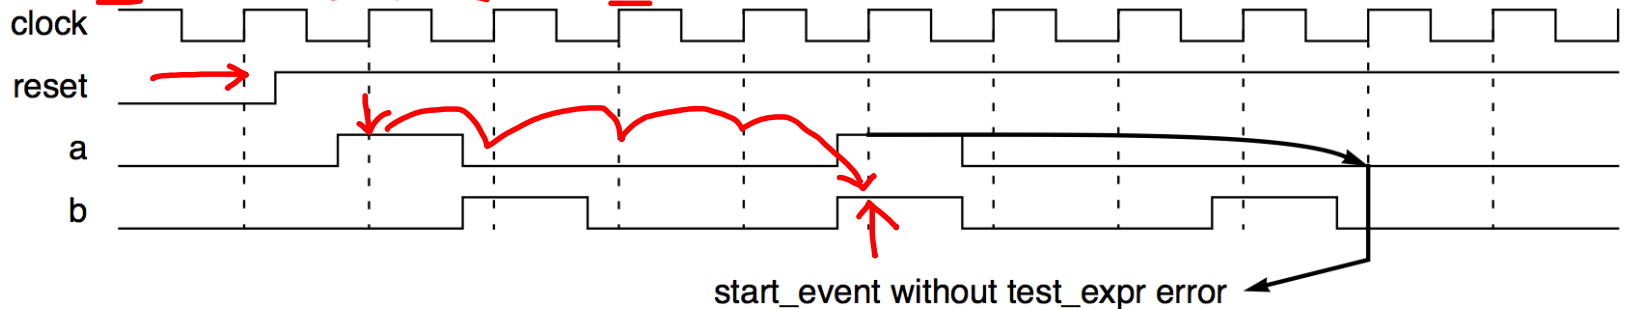 clock
reset
a
b
start_event without test_expr error